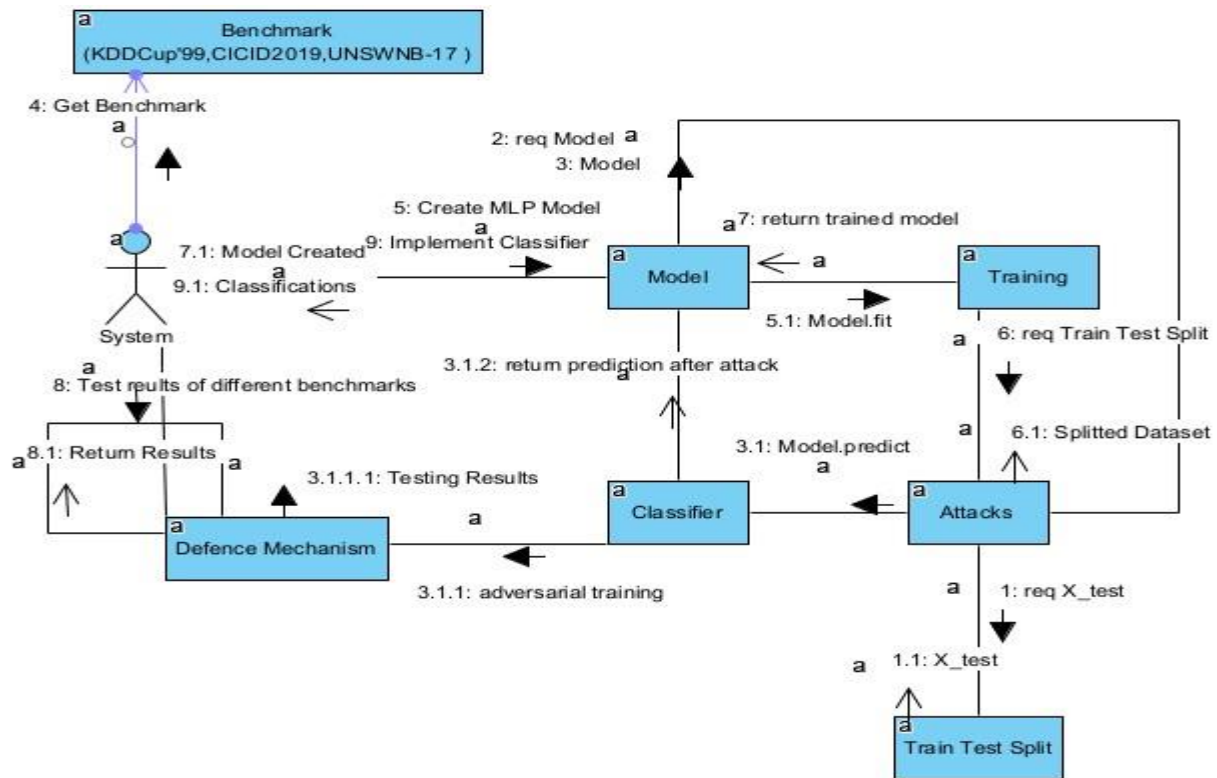 a
Benchmark
(KDDCup'99,CICID2019,UNSWNB-17 )
4: Get Benchmark
a
2: req Model a
3: Model
5: Create MLP Model
a
9: Implement Classifier
a
7: return trained model
a
7.1: Model Created
a
9.1: Classifications
a
Model
a
a
Training
5.1: Model.fit
System
a
6: req Train Test Split
a
8: Test reults of different benchmarks
3.1.2: return prediction after attack
a
8.1: Return Results
a
a
3.1: Model.predict
a
a
6.1: Splitted Dataset
3.1.1.1: Testing Results
a
Classifier
a
Attacks
a
a
Defence Mechanism
3.1.1: adversarial training
a
1: req X_test
a
1.1: X_test
a
Train Test Split